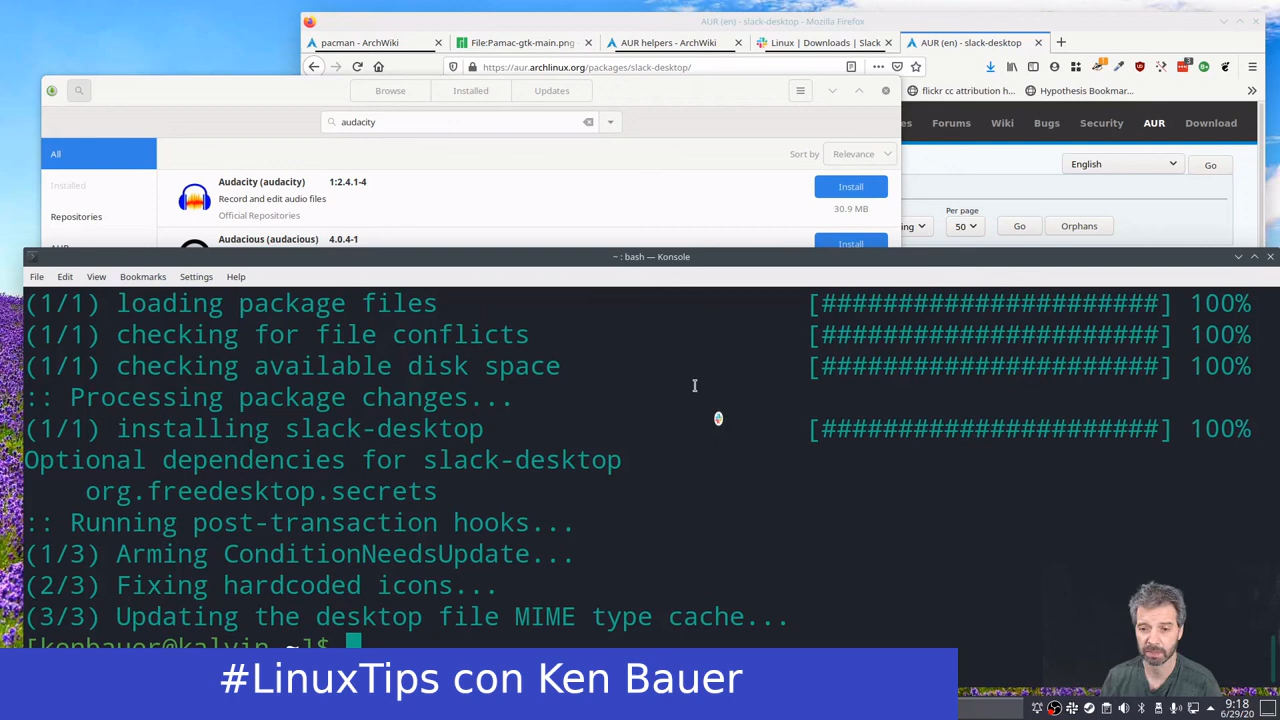 AUR (en) - slack-desktop - Mozilla Firefox
pacman - ArchWiki
File:Pamac-gtk-main.png
AUR helpers - ArchWiki
Linux | Downloads | Slack
AUR (en) - slack-desktop
https://aur.archlinux.org/packages/slack-desktop/
Browse
Installed
Updates
flickr cc attribution h...
Hypothesis Bookmar...
audacity
Forums
Wiki
Bugs
Security
AUR
Download
All
Sort by
Relevance
English
Go
Installed
Audacity (audacity) 1:2.4.1-4
Install
Record and edit audio files
30.9 MB
Repositories
Official Repositories
Per page
50
Go
Orphans
Audacious (audacious) 4.0.4-1
Install
~ : bash — Konsole
File Edit View Bookmarks Settings Help
(1/1) loading package files [######################] 100%
(1/1) checking for file conflicts [######################] 100%
(1/1) checking available disk space [######################] 100%
:: Processing package changes...
(1/1) installing slack-desktop [######################] 100%
Optional dependencies for slack-desktop
org.freedesktop.secrets
:: Running post-transaction hooks...
(1/3) Arming ConditionNeedsUpdate...
(2/3) Fixing hardcoded icons...
(3/3) Updating the desktop file MIME type cache...
[kenbauer@kalvin ~]$
#LinuxTips con Ken Bauer
9:18
6/29/20